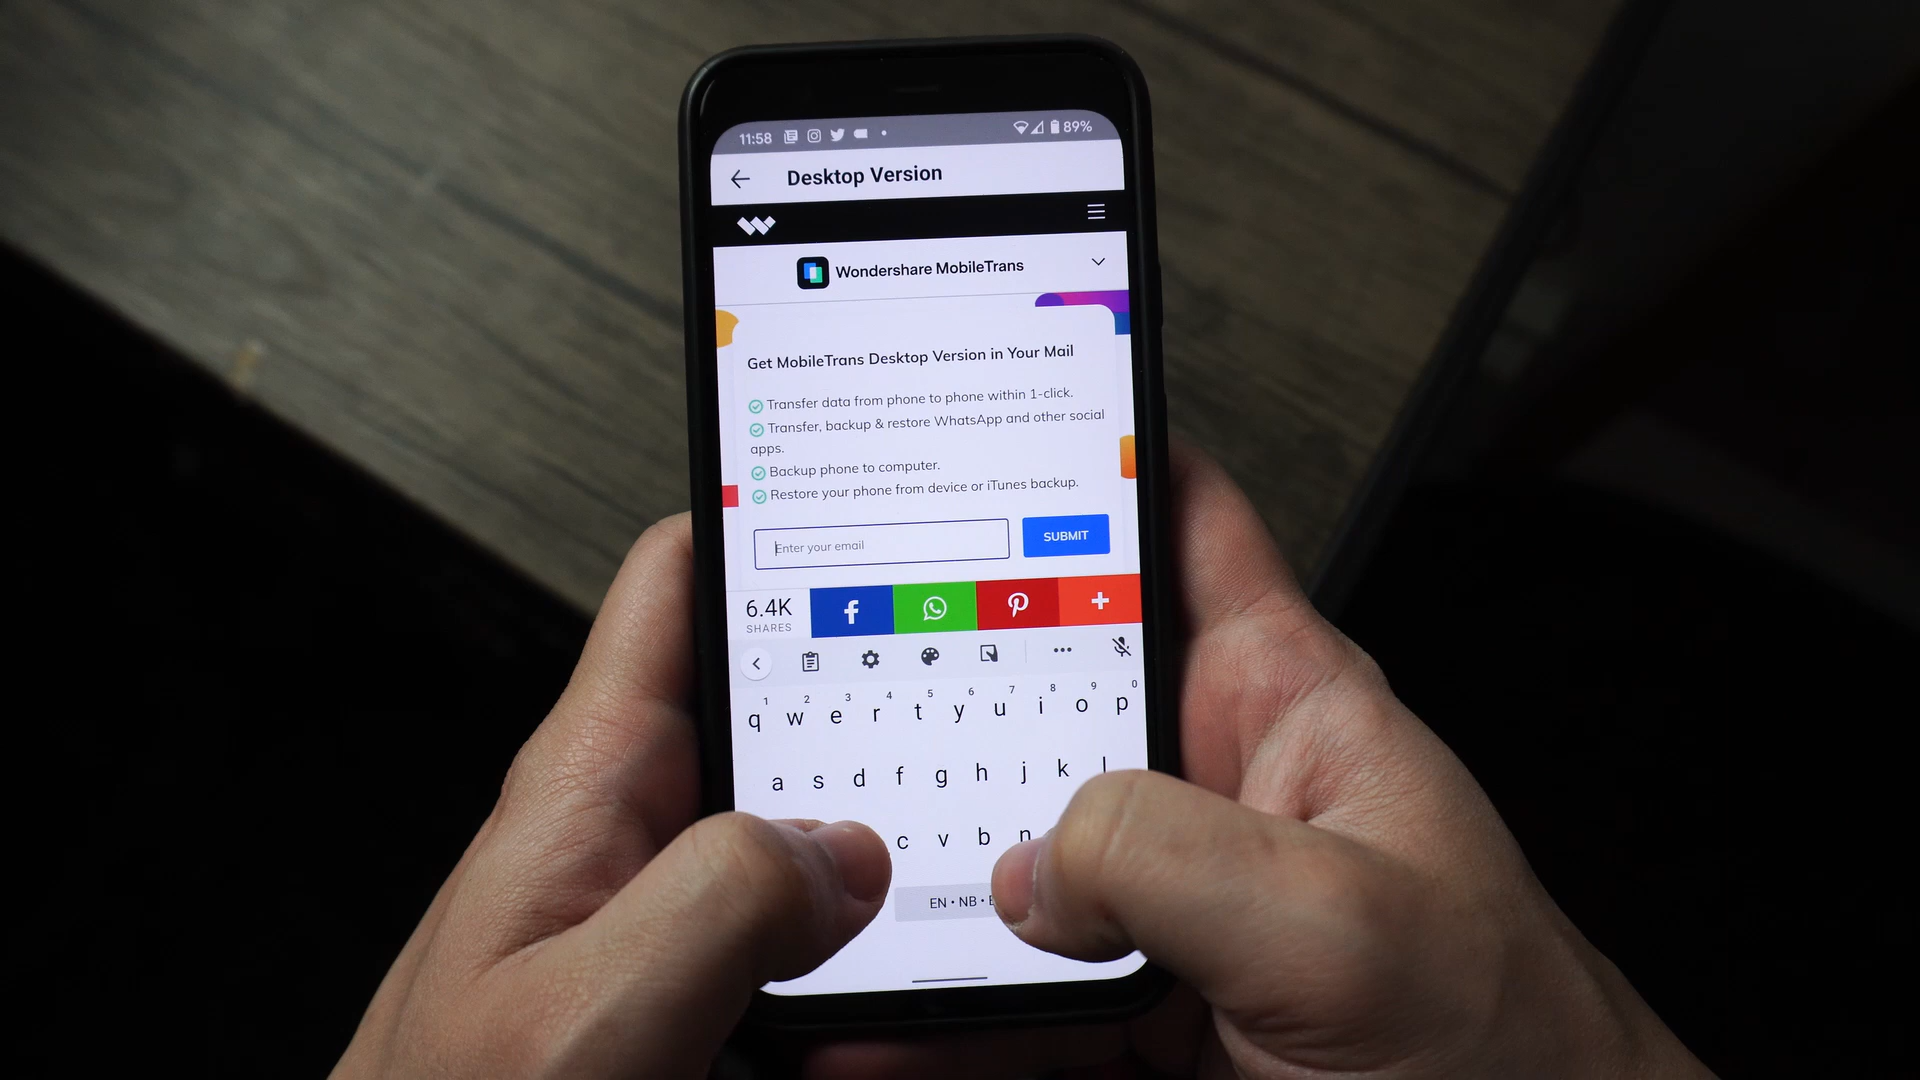 11:58 89%
Desktop Version
Wondershare MobileTrans
Get MobileTrans Desktop Version in Your Mail
Transfer data from phone to phone within 1-click.
Transfer, backup & restore WhatsApp and other social
apps.
Backup phone to computer.
Restore your phone from device or iTunes backup.
Enter your email SUBMIT
6.4K
SHARES
1 2 3 4 5 6 7 8 9 0
q w e r t y u i o p
a s d f g h j k l
c v b n
EN • NB •